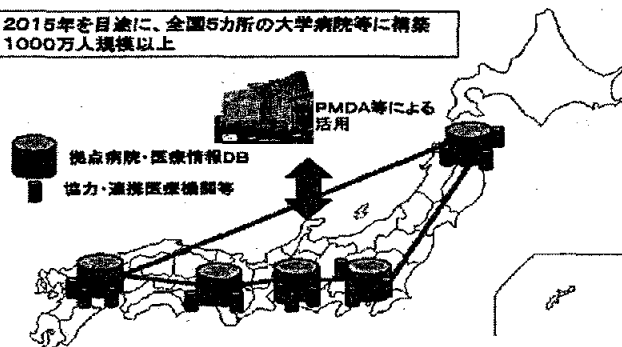 2015年を目途に、全国5カ所の大学病院等に構築
1000万人規模以上
PMDA等による
活用
拠点病院・医療情報DB
協力・連携医療機関等